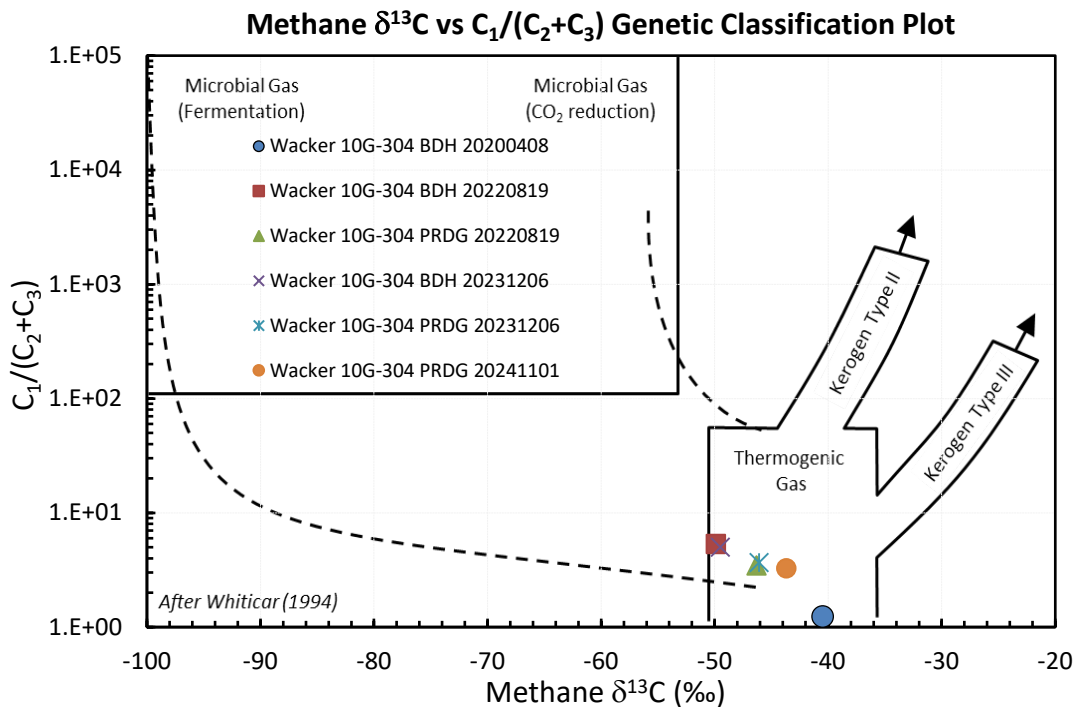 Methane δ¹³C vs C₁/(C₂+C₃) Genetic Classification Plot
C₁/(C₂+C₃)
1.E+05
1.E+04
1.E+03
1.E+02
1.E+01
1.E+00
Microbial Gas
(Fermentation)
Microbial Gas
(CO₂ reduction)
Wacker 10G-304 BDH 20200408
Wacker 10G-304 BDH 20220819
Wacker 10G-304 PRDG 20220819
Wacker 10G-304 BDH 20231206
Wacker 10G-304 PRDG 20231206
Wacker 10G-304 PRDG 20241101
Kerogen Type II
Kerogen Type III
Thermogenic
Gas
After Whiticar (1994)
-100 -90 -80 -70 -60 -50 -40 -30 -20
Methane δ¹³C (‰)